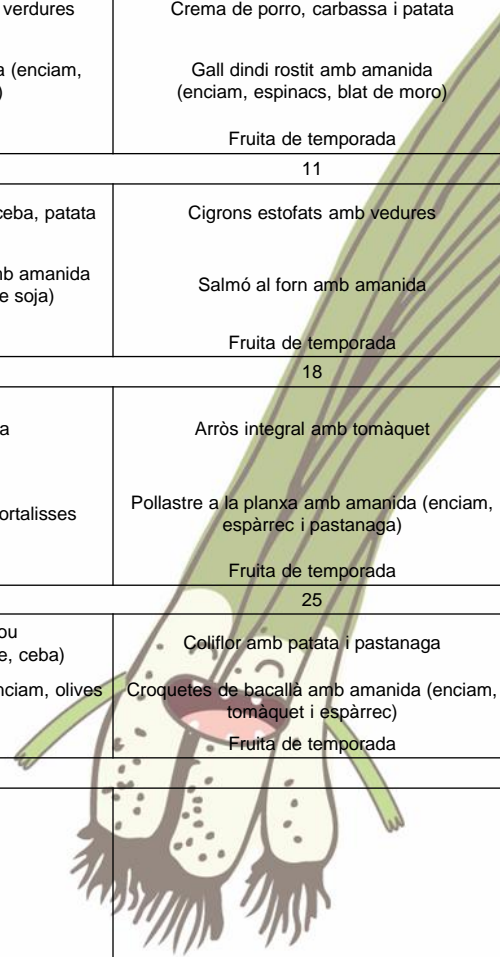 verdures
Crema de porro, carbassa i patata
a (enciam,
)
Gall dindi rostit amb amanida
(enciam, espinacs, blat de moro)
Fruita de temporada
11
ceba, patata
Cigrons estofats amb vedures
mb amanida
e soja)
Salmó al forn amb amanida
Fruita de temporada
18
a
Arròs integral amb tomàquet
ortalisses
Pollastre a la planxa amb amanida (enciam,
espàrrec i pastanaga)
Fruita de temporada
25
ou
e, ceba)
Coliflor amb patata i pastanaga
nciam, olives
Croquetes de bacallà amb amanida (enciam,
tomàquet i espàrrec)
Fruita de temporada